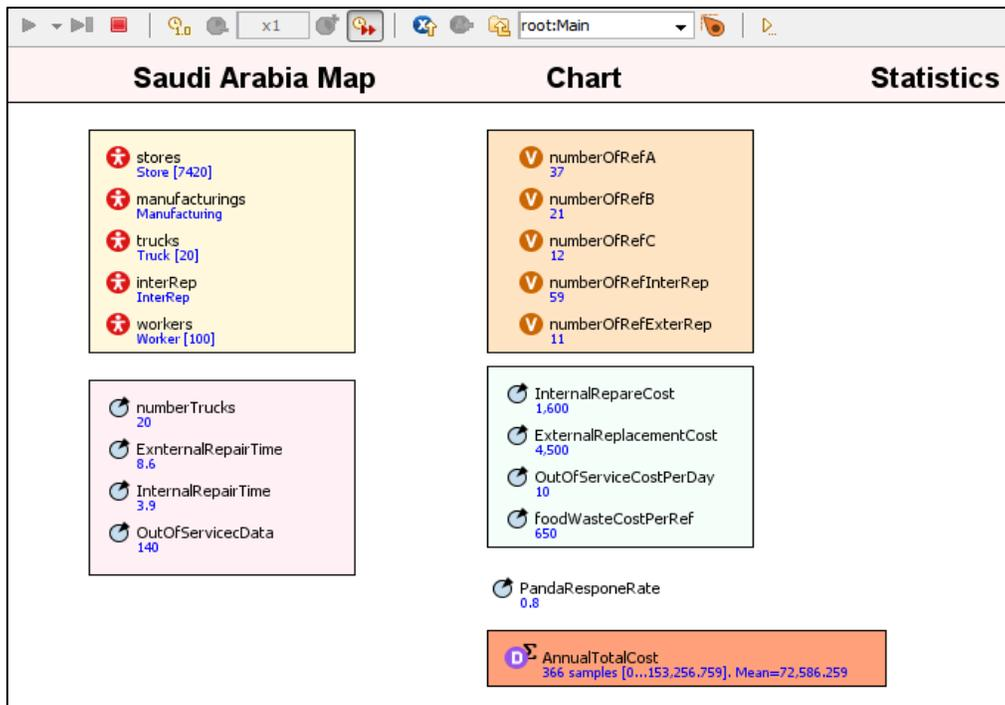 x1
root:Main
Saudi Arabia Map Chart Statistics
stores
Store [7420]
manufacturings
Manufacturing
trucks
Truck [20]
interRep
InterRep
workers
Worker [100]
numberOfRefA
37
numberOfRefB
21
numberOfRefC
12
numberOfRefInterRep
59
numberOfRefExterRep
11
numberTrucks
20
ExnternalRepairTime
8.6
InternalRepairTime
3.9
OutOfServicecData
140
InternalRepareCost
1,600
ExternalReplacementCost
4,500
OutOfServiceCostPerDay
10
foodWasteCostPerRef
650
PandaResponeRate
0.8
AnnualTotalCost
366 samples [0...153,256.759]. Mean=72,586.259